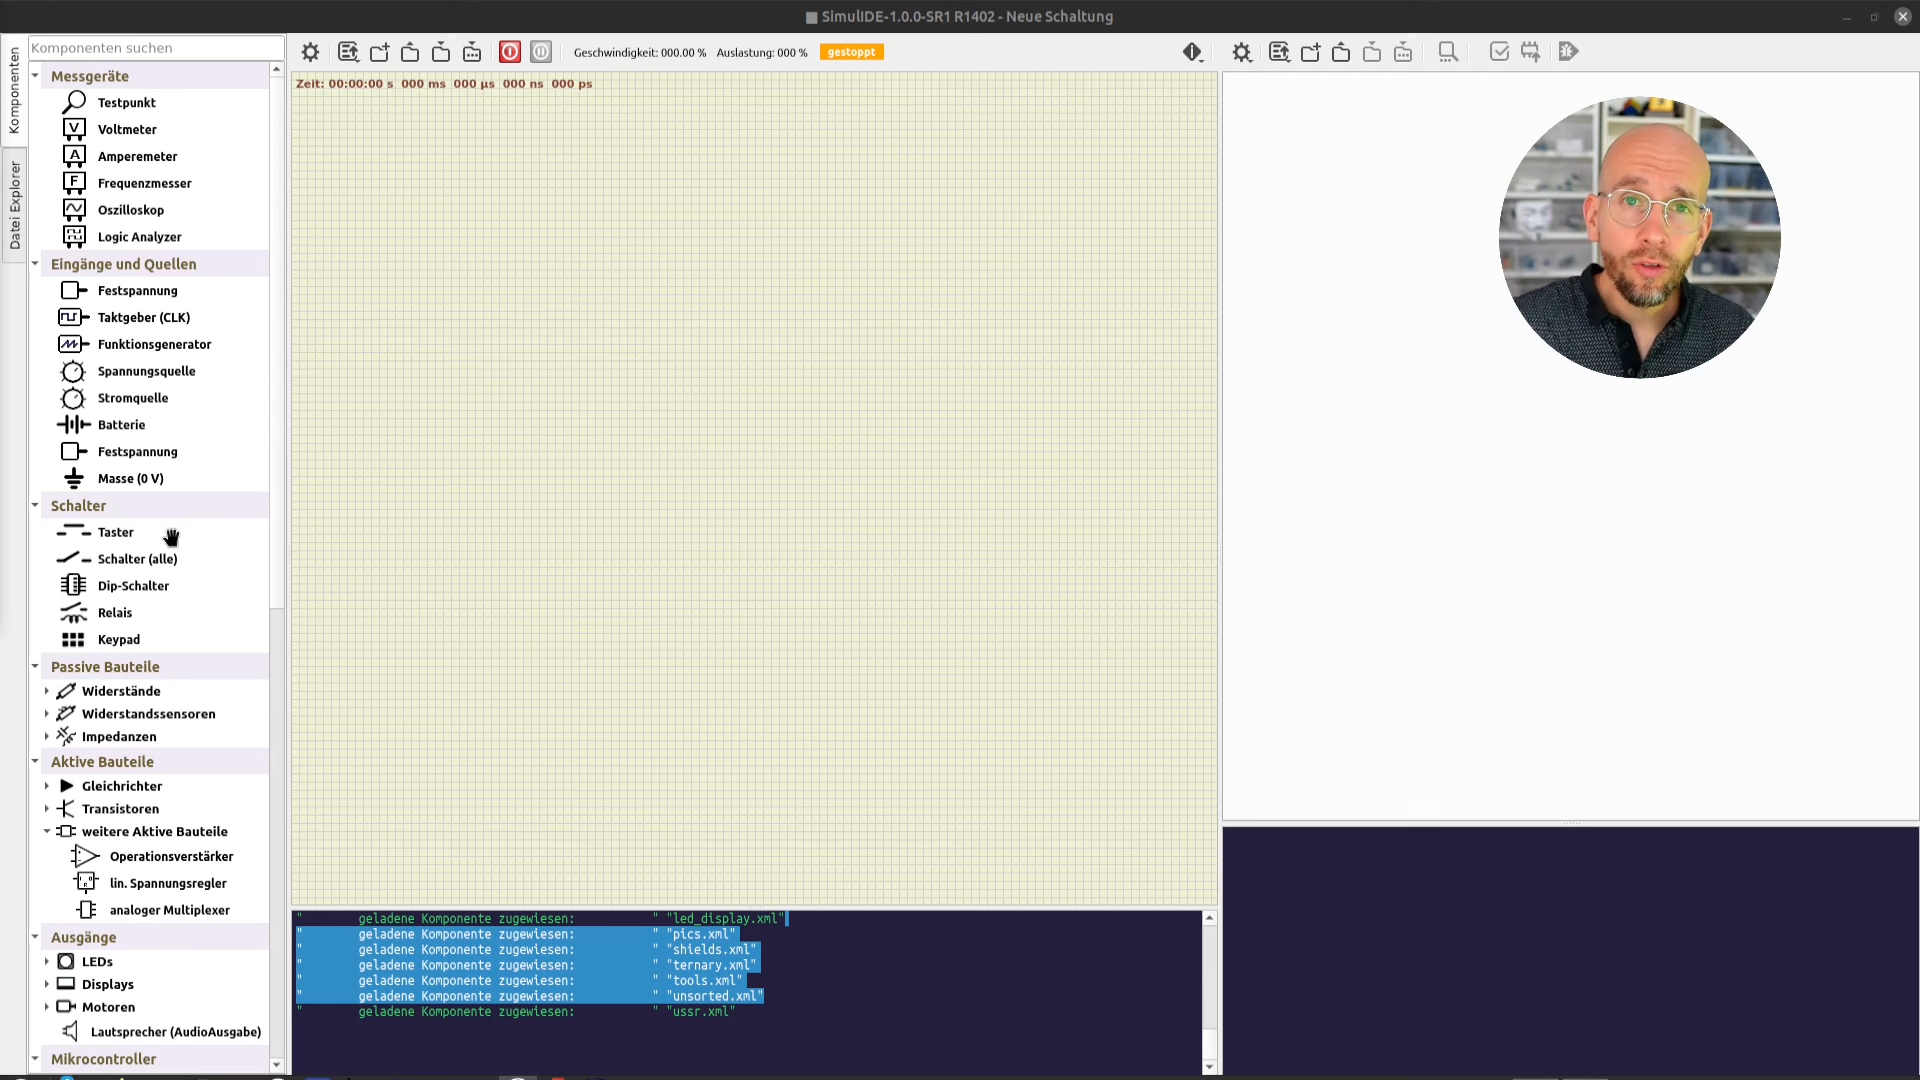 SimulIDE-1.0.0-SR1 R1402 - Neue Schaltung
Komponenten
Datei Explorer
Komponenten suchen
Messgeräte
Testpunkt
V Voltmeter
A Amperemeter
F Frequenzmesser
Oszilloskop
Logic Analyzer
Eingänge und Quellen
Festspannung
Taktgeber (CLK)
Funktionsgenerator
Spannungsquelle
Stromquelle
Batterie
Festspannung
Masse (0 V)
Schalter
Taster
Schalter (alle)
Dip-Schalter
Relais
Keypad
Passive Bauteile
Widerstände
Widerstandssensoren
Impedanzen
Aktive Bauteile
Gleichrichter
Transistoren
weitere Aktive Bauteile
Operationsverstärker
lin. Spannungsregler
analoger Multiplexer
Ausgänge
LEDs
Displays
Motoren
Lautsprecher (AudioAusgabe)
Mikrocontroller
Geschwindigkeit: 000.00 % Auslastung: 000 % gestoppt
Zeit: 00:00:00 s 000 ms 000 µs 000 ns 000 ps
" geladene Komponente zugewiesen: " "led_display.xml"
" geladene Komponente zugewiesen: " "pics.xml"
" geladene Komponente zugewiesen: " "shields.xml"
" geladene Komponente zugewiesen: " "ternary.xml"
" geladene Komponente zugewiesen: " "tools.xml"
" geladene Komponente zugewiesen: " "unsorted.xml"
" geladene Komponente zugewiesen: " "ussr.xml"